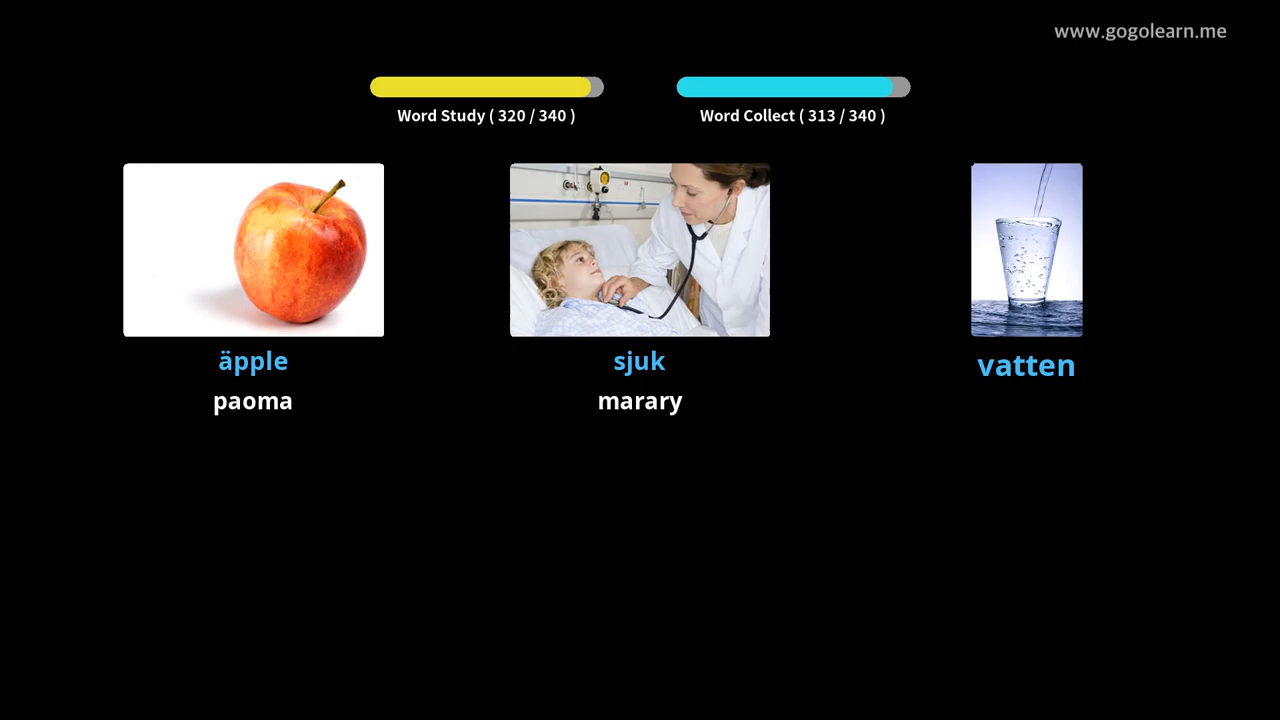 www.gogolearn.me
Word Study ( 320 / 340 )
Word Collect ( 313 / 340 )
äpple
paoma
sjuk
marary
vatten